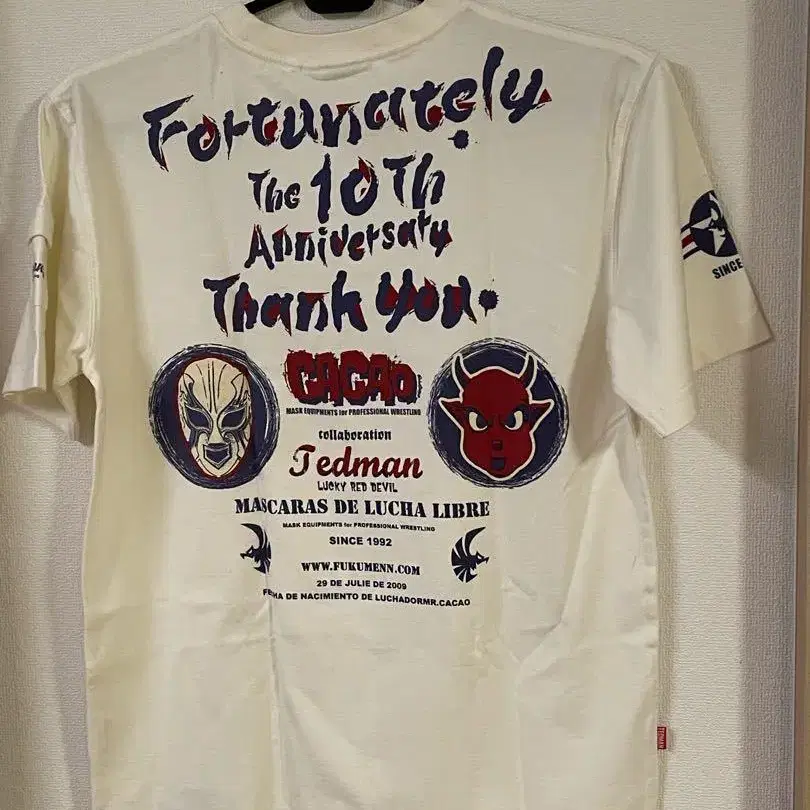 Fortunately.
The 10Th
Anniversary
Thank You.
CACAO
MASK EQUIPMENTS for PROFESSIONAL WRESTLING
collaboration
Tedman
LUCKY RED DEVIL
MASCARAS DE LUCHA LIBRE
MASK EQUIPMENTS for PROFESSIONAL WRESTLING
SINCE 1992
WWW.FUKUMENN.COM
29 DE JULIE DE 2009
FECHA DE NACIMIENTO DE LUCHADORMR.CACAO
SINCE
TEDMAN